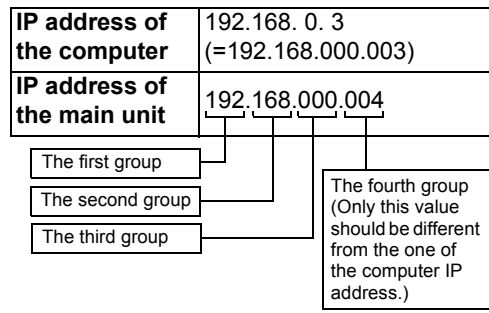 IP address of
the computer
192.168. 0. 3
(=192.168.000.003)
IP address of
the main unit
192.168.000.004
The first group
The second group
The third group
The fourth group
(Only this value
should be different
from the one of
the computer IP
address.)